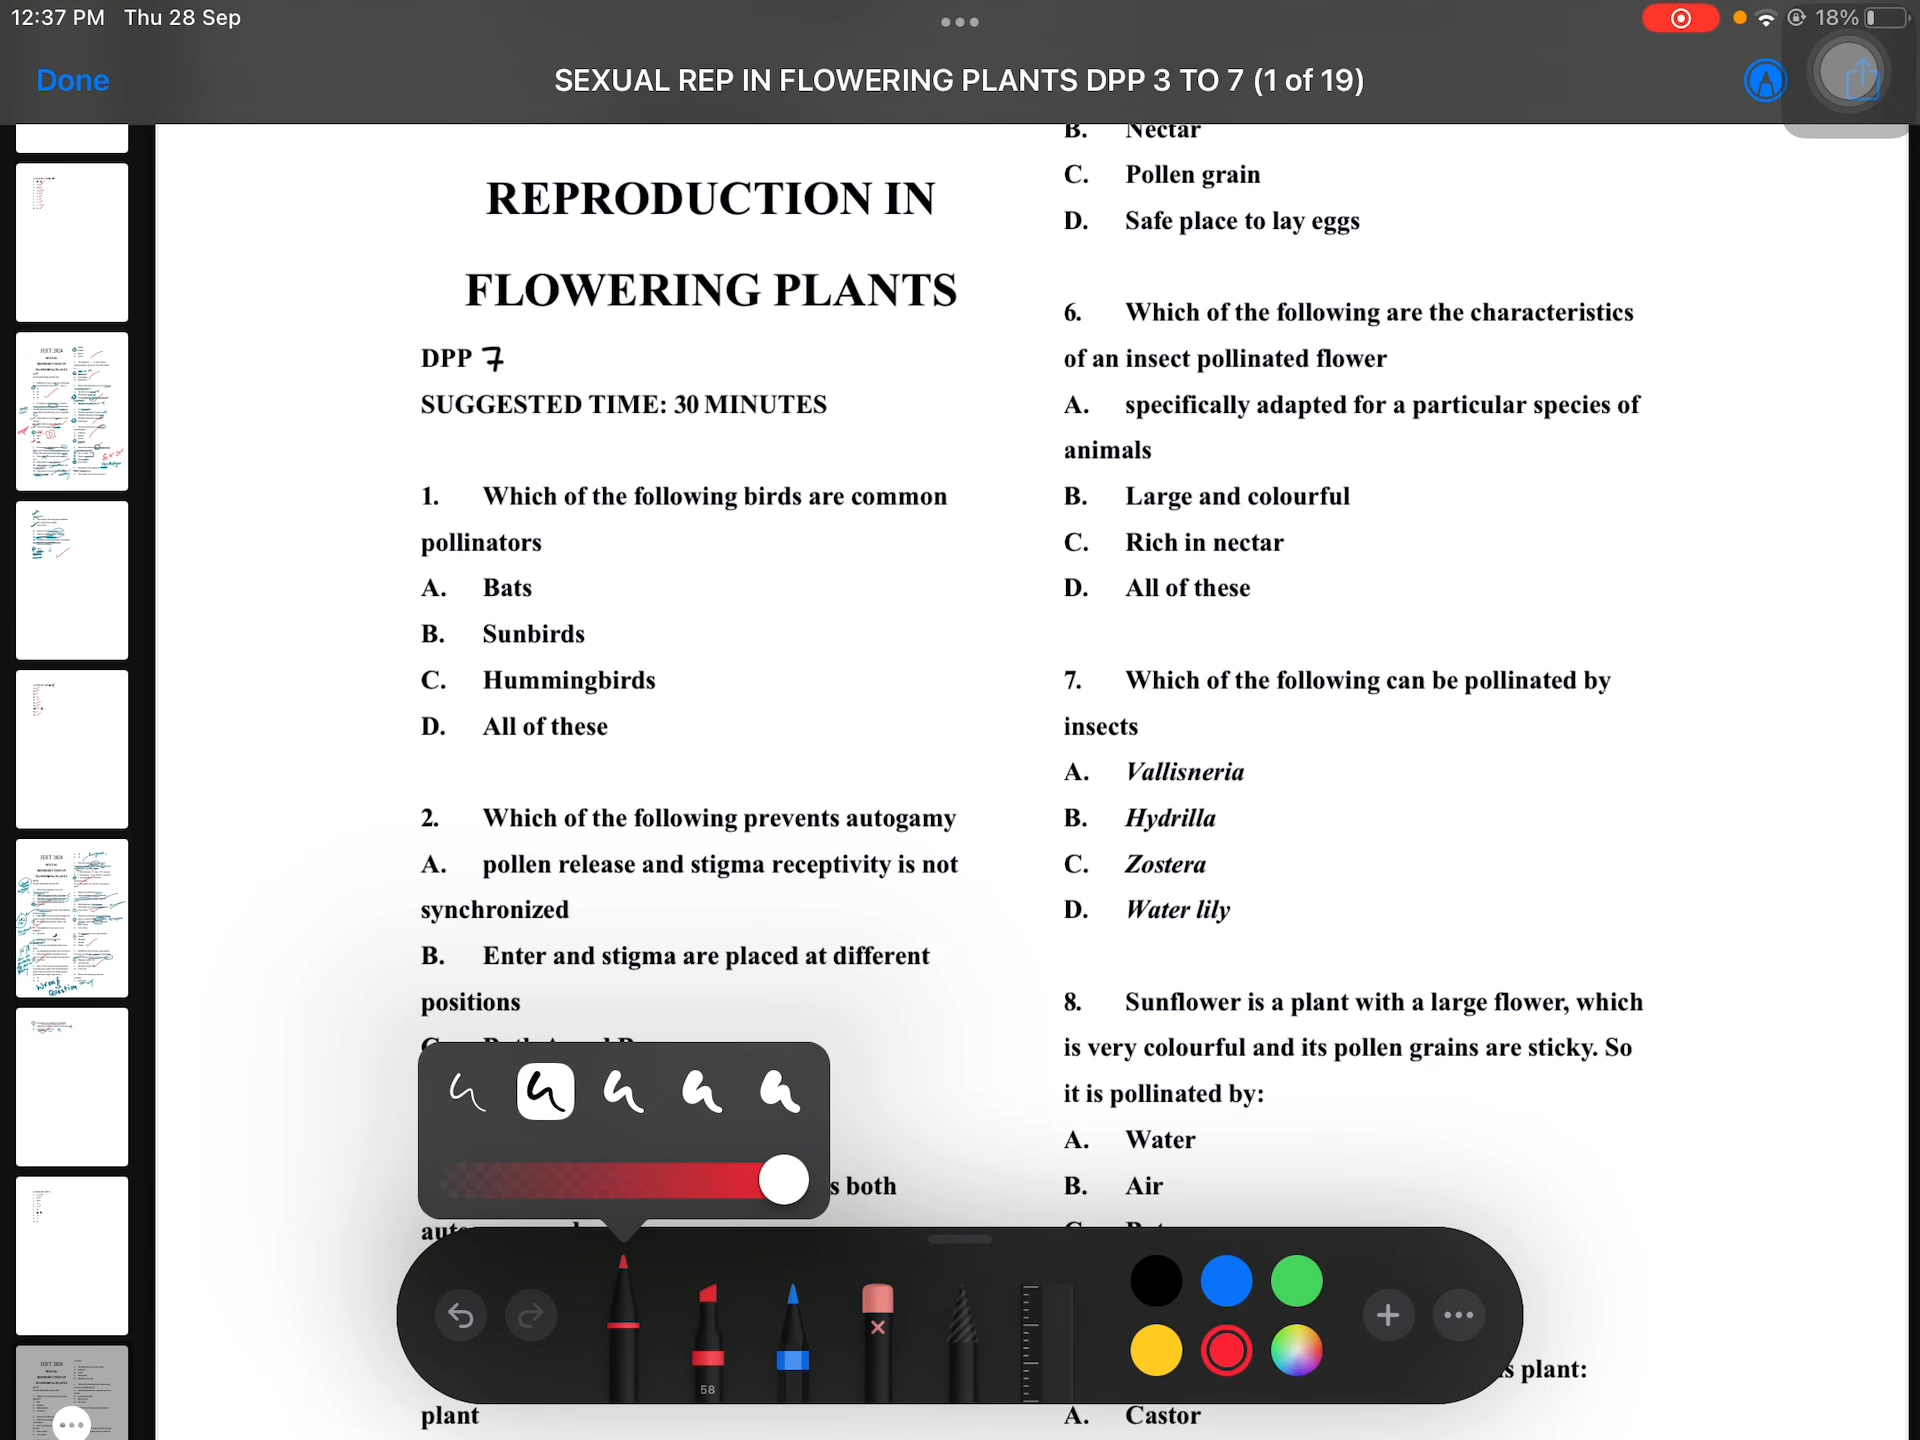 12:37 PM Thu 28 Sep
18%
Done
SEXUAL REP IN FLOWERING PLANTS DPP 3 TO 7 (1 of 19)
REPRODUCTION IN
FLOWERING PLANTS
DPP 7
SUGGESTED TIME: 30 MINUTES
1. Which of the following birds are common
pollinators
A. Bats
B. Sunbirds
C. Hummingbirds
D. All of these
2. Which of the following prevents autogamy
A. pollen release and stigma receptivity is not
synchronized
B. Enter and stigma are placed at different
positions
s both
plant
B. Nectar
C. Pollen grain
D. Safe place to lay eggs
6. Which of the following are the characteristics
of an insect pollinated flower
A. specifically adapted for a particular species of
animals
B. Large and colourful
C. Rich in nectar
D. All of these
7. Which of the following can be pollinated by
insects
A. Vallisneria
B. Hydrilla
C. Zostera
D. Water lily
8. Sunflower is a plant with a large flower, which
is very colourful and its pollen grains are sticky. So
it is pollinated by:
A. Water
B. Air
s plant:
A. Castor
58